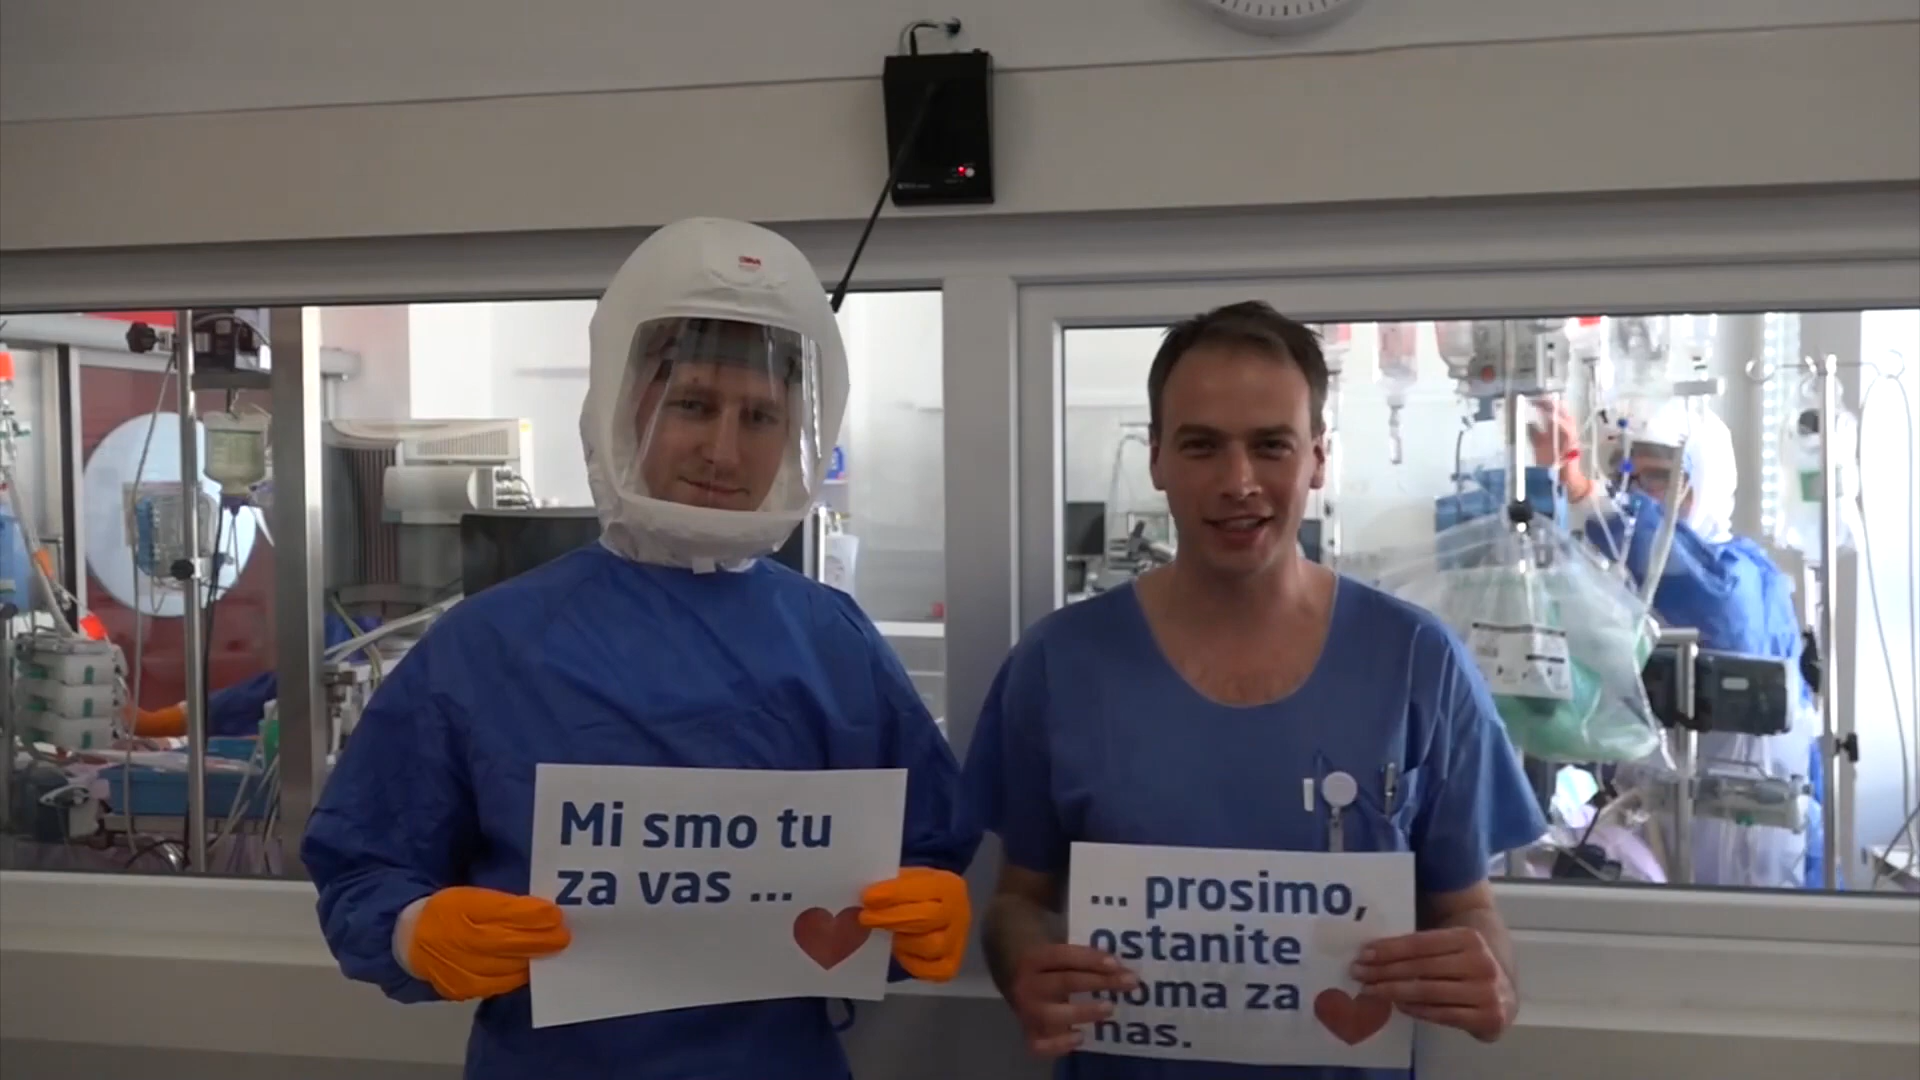 Mi smo tu
za vas ...
... prosimo,
ostanite
doma za
nas.